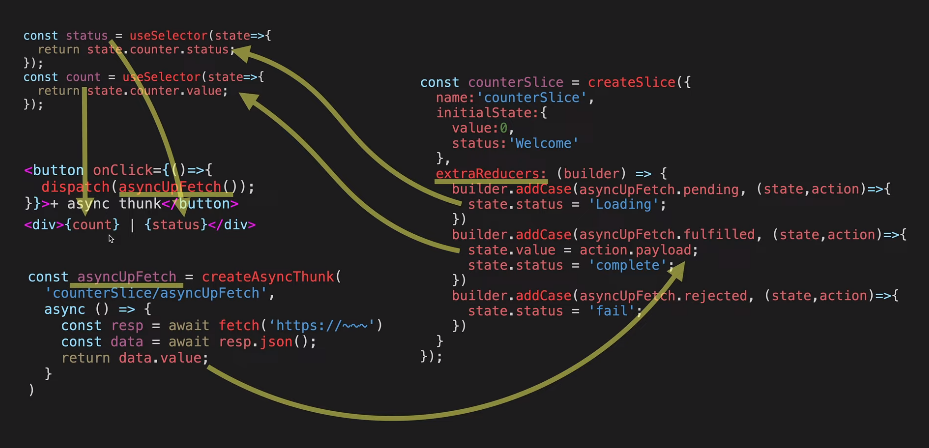 const status = useSelector(state=>{
  return state.counter.status;
});
const count = useSelector(state=>{
  return state.counter.value;
});
<button onClick={()=>{
  dispatch(asyncUpFetch());
}}>+ async thunk</button>
<div>{count} | {status}</div>
const asyncUpFetch = createAsyncThunk(
  'counterSlice/asyncUpFetch',
  async () => {
    const resp = await fetch(‘https://~~~')
    const data = await resp.json();
    return data.value;
  }
)
const counterSlice = createSlice({
  name:'counterSlice',
  initialState:{
    value:0,
    status:'Welcome'
  },
  extraReducers: (builder) => {
    builder.addCase(asyncUpFetch.pending, (state,action)=>{
      state.status = 'Loading';
    })
    builder.addCase(asyncUpFetch.fulfilled, (state,action)=>{
      state.value = action.payload;
      state.status = 'complete';
    })
    builder.addCase(asyncUpFetch.rejected, (state,action)=>{
      state.status = 'fail';
    })
  }
});